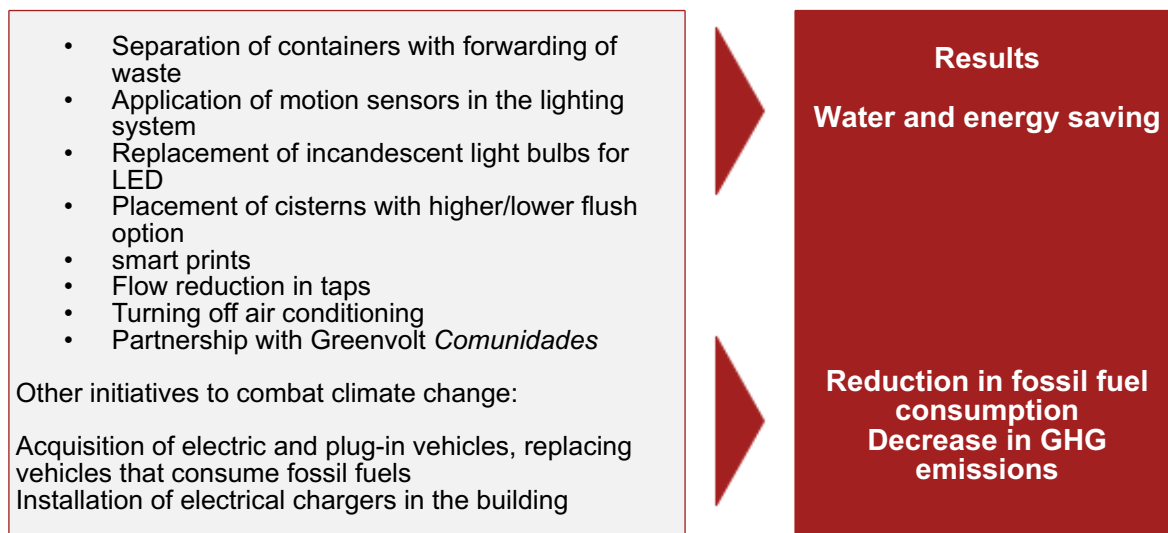 • Separation of containers with forwarding of
waste
• Application of motion sensors in the lighting
system
• Replacement of incandescent light bulbs for
LED
• Placement of cisterns with higher/lower flush
option
• smart prints
• Flow reduction in taps
• Turning off air conditioning
• Partnership with Greenvolt Comunidades
Other initiatives to combat climate change:
Acquisition of electric and plug-in vehicles, replacing
vehicles that consume fossil fuels
Installation of electrical chargers in the building
Results
Water and energy saving
Reduction in fossil fuel
consumption
Decrease in GHG
emissions